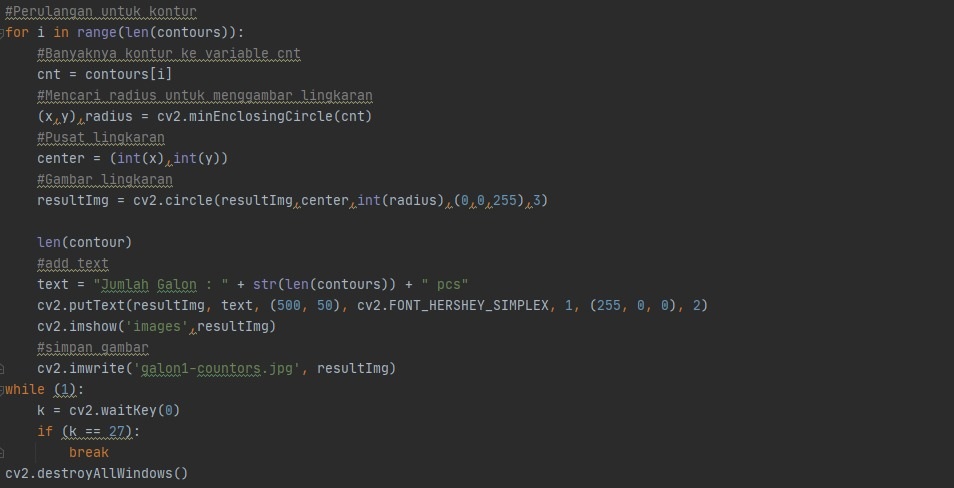 #Perulangan untuk kontur
for i in range(len(contours)):
    #Banyaknya kontur ke variable cnt
    cnt = contours[i]
    #Mencari radius untuk menggambar lingkaran
    (x,y),radius = cv2.minEnclosingCircle(cnt)
    #Pusat lingkaran
    center = (int(x),int(y))
    #Gambar lingkaran
    resultImg = cv2.circle(resultImg,center,int(radius),(0,0,255),3)

    len(contour)
    #add text
    text = "Jumlah Galon : " + str(len(contours)) + " pcs"
    cv2.putText(resultImg, text, (500, 50), cv2.FONT_HERSHEY_SIMPLEX, 1, (255, 0, 0), 2)
    cv2.imshow('images',resultImg)
    #simpan gambar
    cv2.imwrite('galon1-countors.jpg', resultImg)
while (1):
    k = cv2.waitKey(0)
    if (k == 27):
        break
cv2.destroyAllWindows()